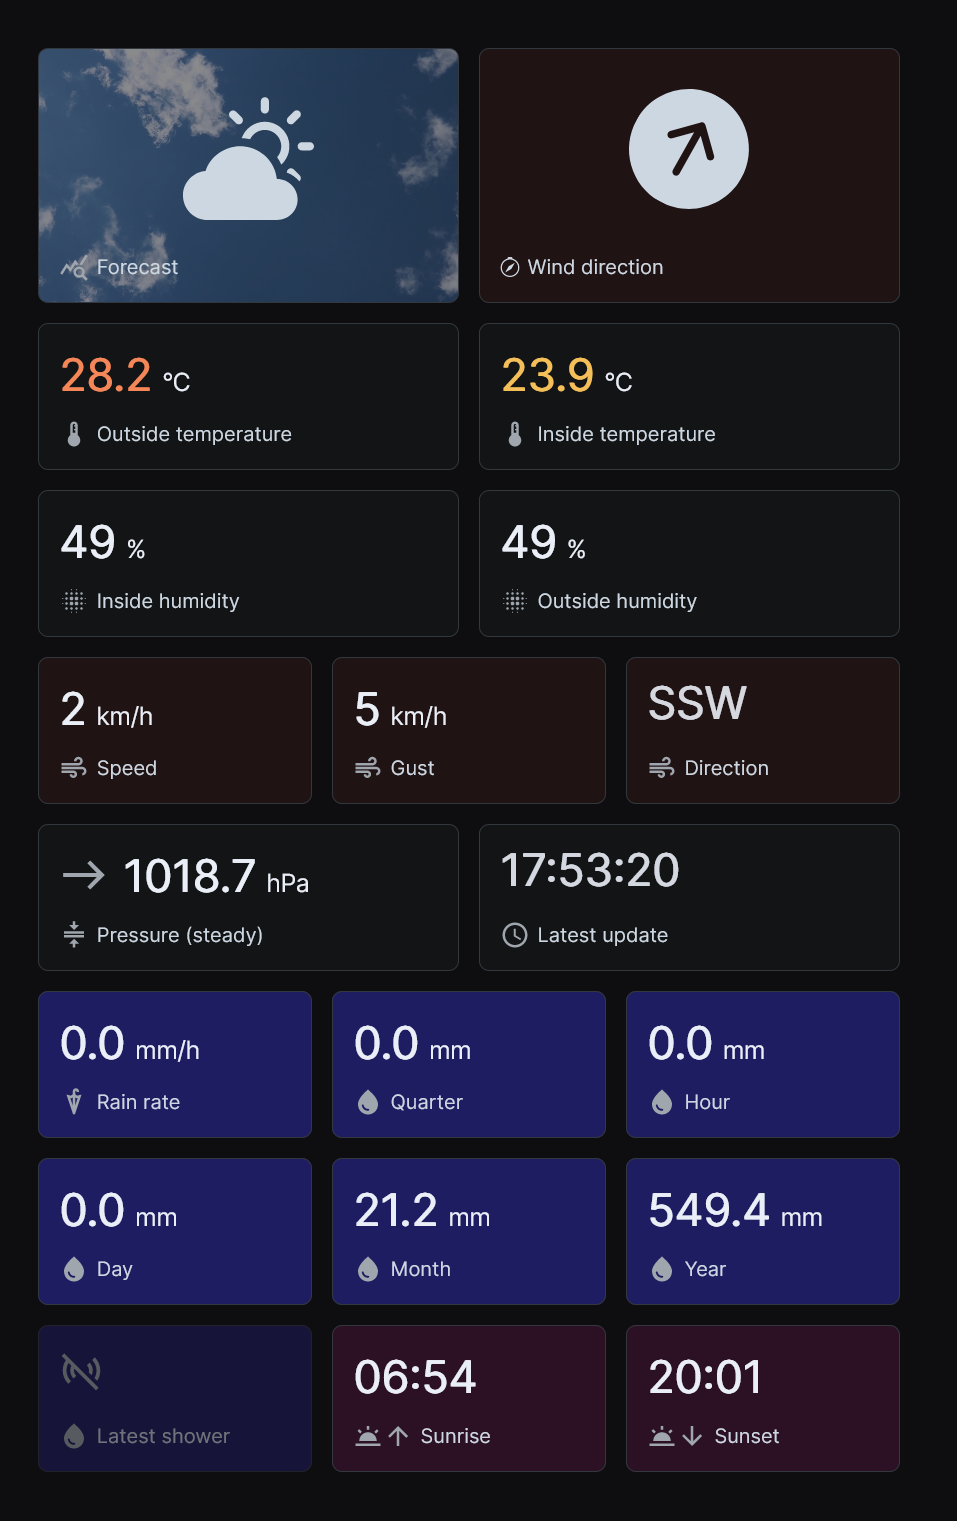 Forecast
Wind direction
28.2 °C
Outside temperature
23.9 °C
Inside temperature
49 %
Inside humidity
49 %
Outside humidity
2 km/h
Speed
5 km/h
Gust
SSW
Direction
1018.7 hPa
Pressure (steady)
17:53:20
Latest update
0.0 mm/h
Rain rate
0.0 mm
Quarter
0.0 mm
Hour
0.0 mm
Day
21.2 mm
Month
549.4 mm
Year
Latest shower
06:54
Sunrise
20:01
Sunset